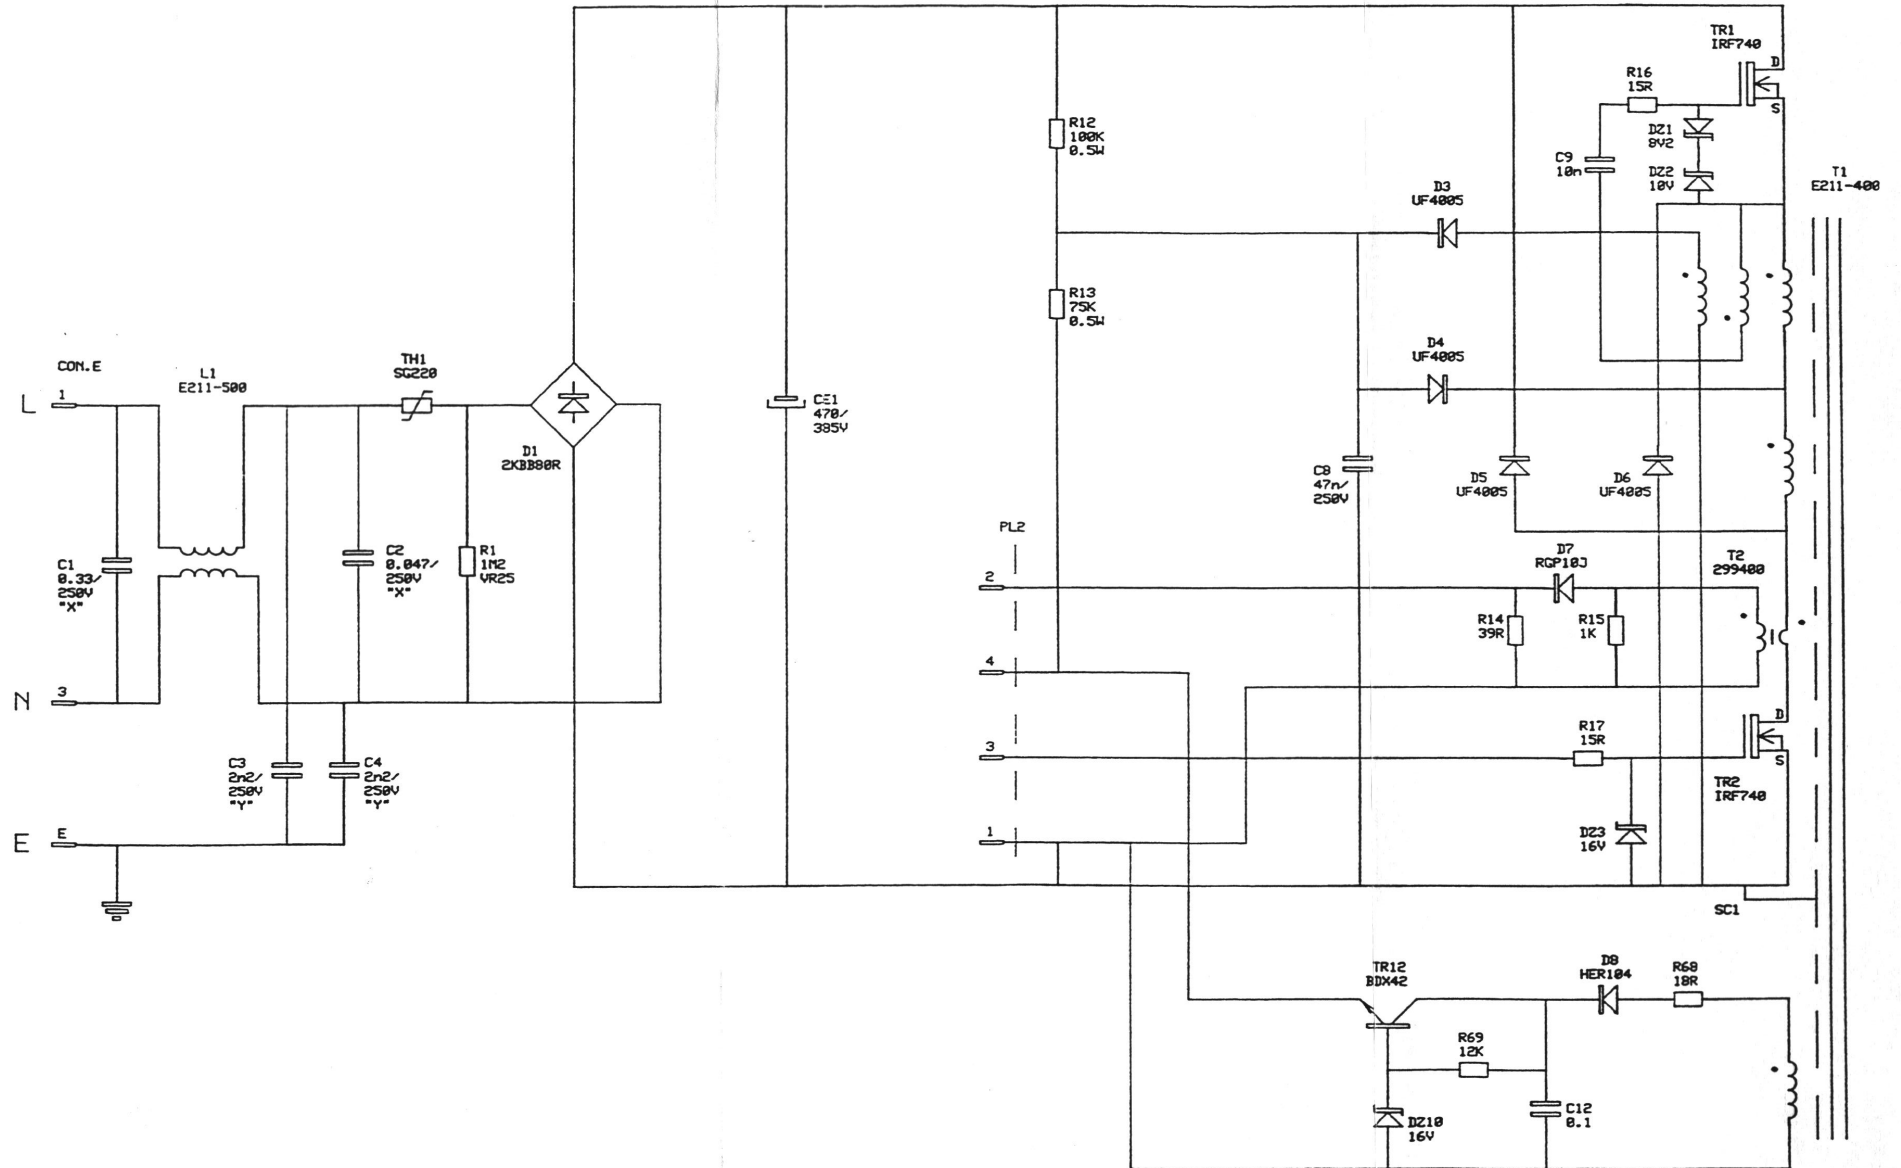 TR1
IRF740
D
S
R16
15R
DZ1
8V2
DZ2
10V
C9
10n
T1
E211-400
R12
100K
0.5W
D3
UF4005
R13
75K
0.5W
CON.E
L
1
L1
E211-500
TH1
SG220
D1
2KBB80R
CE1
470/
385V
D4
UF4005
C8
47n/
250V
D5
UF4005
D6
UF4005
C1
0.33/
250V
"X"
C2
0.047/
250V
"X"
R1
1M2
VR25
PL2
2
4
3
1
D7
RGP10J
T2
299400
R14
39R
R15
1K
N
3
C3
2n2/
250V
"Y"
C4
2n2/
250V
"Y"
E
E
R17
15R
D
S
TR2
IRF740
DZ3
16V
SC1
TR12
BDX42
D8
HER104
R68
18R
R69
12K
DZ10
16V
C12
0.1